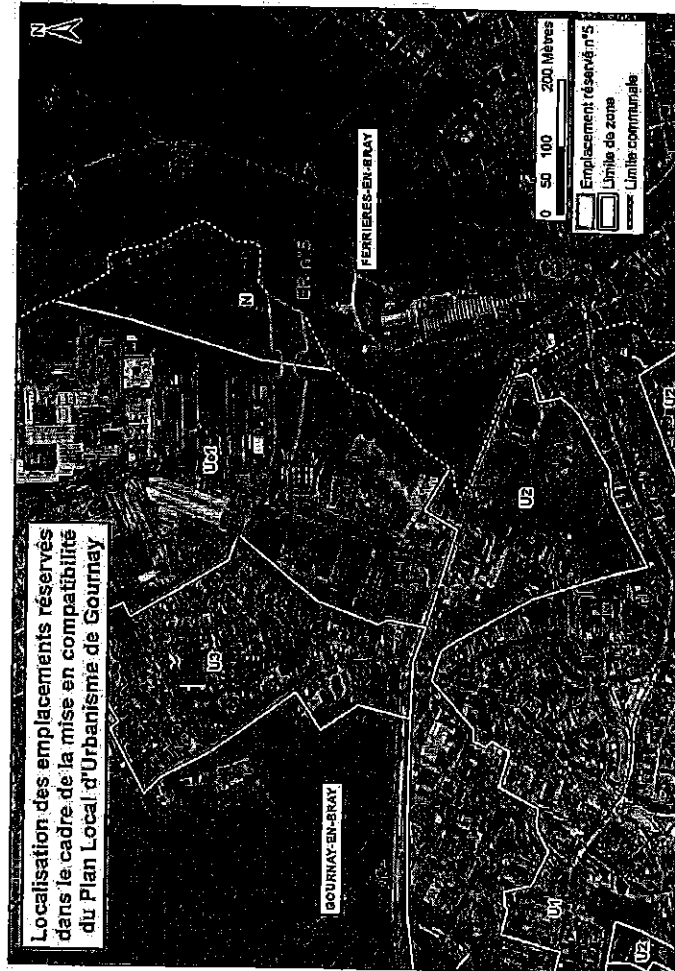 Localisation des emplacements réservés
dans le cadre de la mise en compatibilité
du Plan Local d'Urbanisme de Gournay
N
U3
N
ER n°5
FERRIERES-EN-BRAY
GOURNAY-EN-BRAY
U2
U1
U2
U2
0 50 100 200 Mètres
Emplacement réservé n°5
Limite de zone
Limite communale